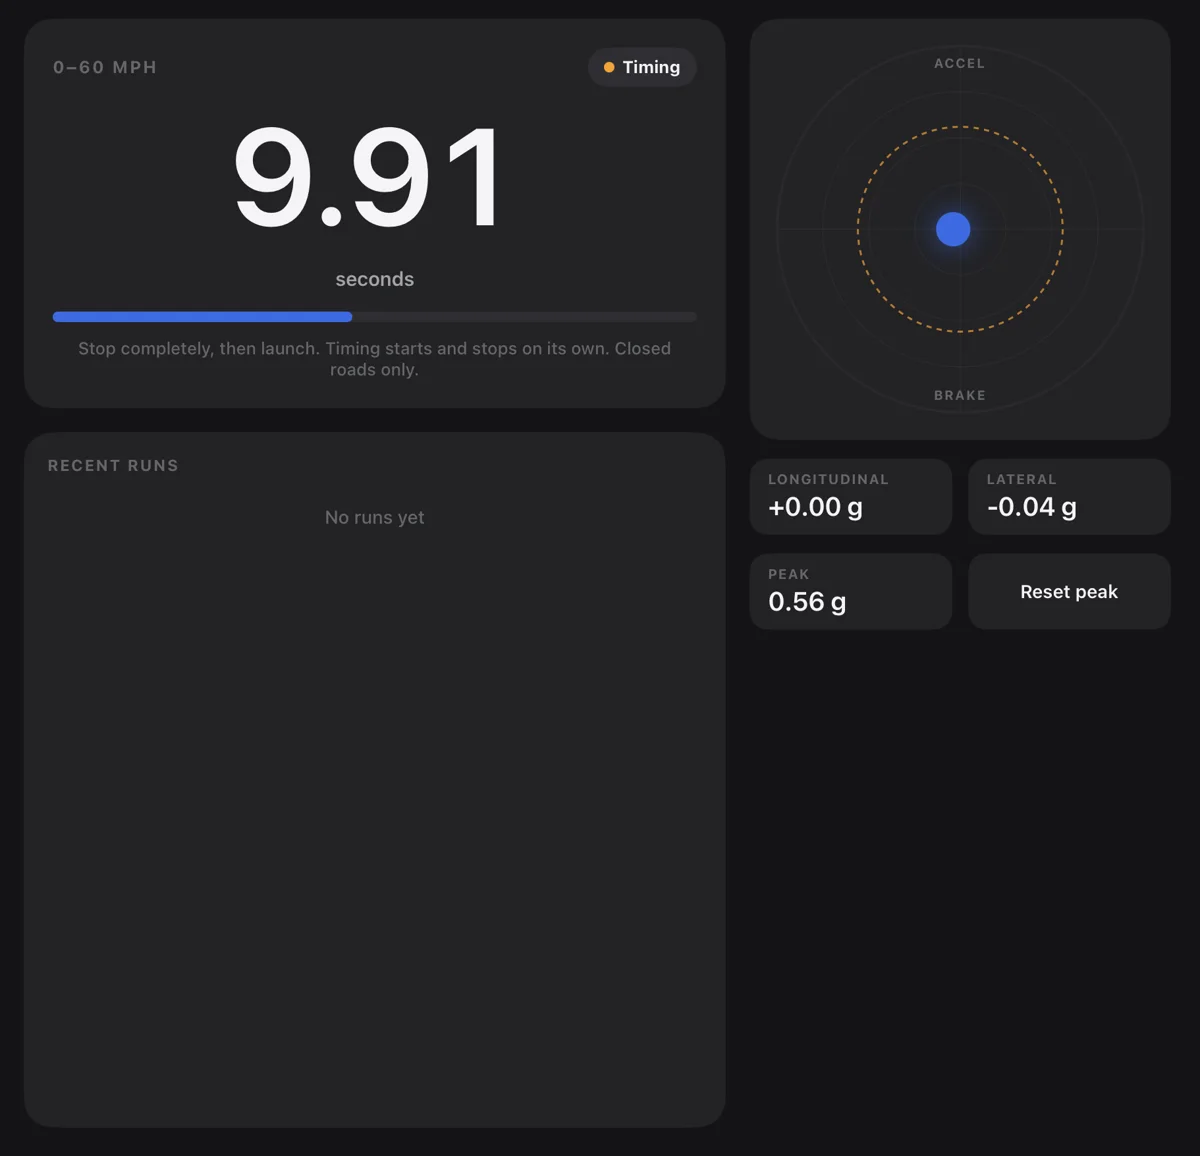 0–60 MPH
Timing
9.91
seconds
Stop completely, then launch. Timing starts and stops on its own. Closed
roads only.
RECENT RUNS
No runs yet
ACCEL
BRAKE
LONGITUDINAL
+0.00 g
LATERAL
-0.04 g
PEAK
0.56 g
Reset peak